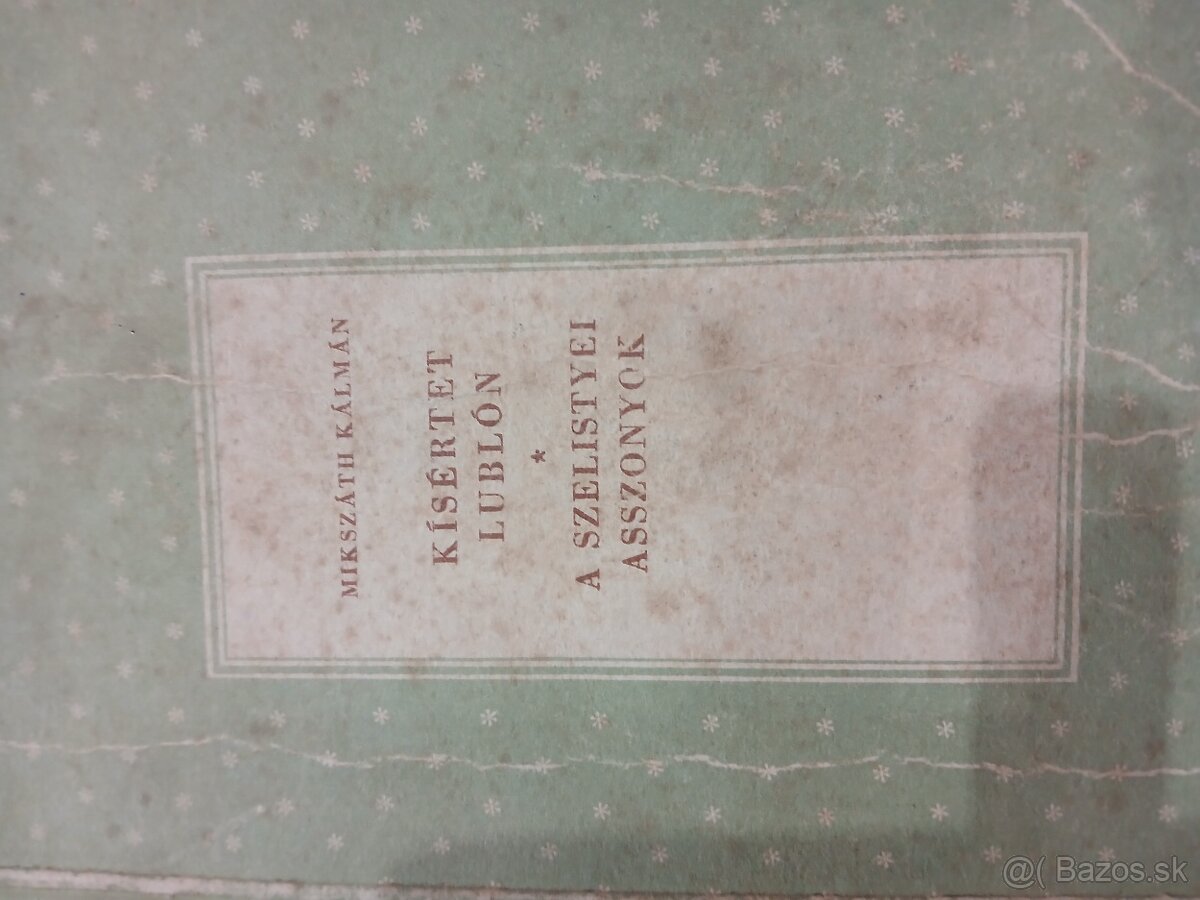 MIKSZÁTH KÁLMÁN
KÍSÉRTET
LUBLÓN
*
A SZELISTYEI
ASSZONYOK
@( Bazos.sk